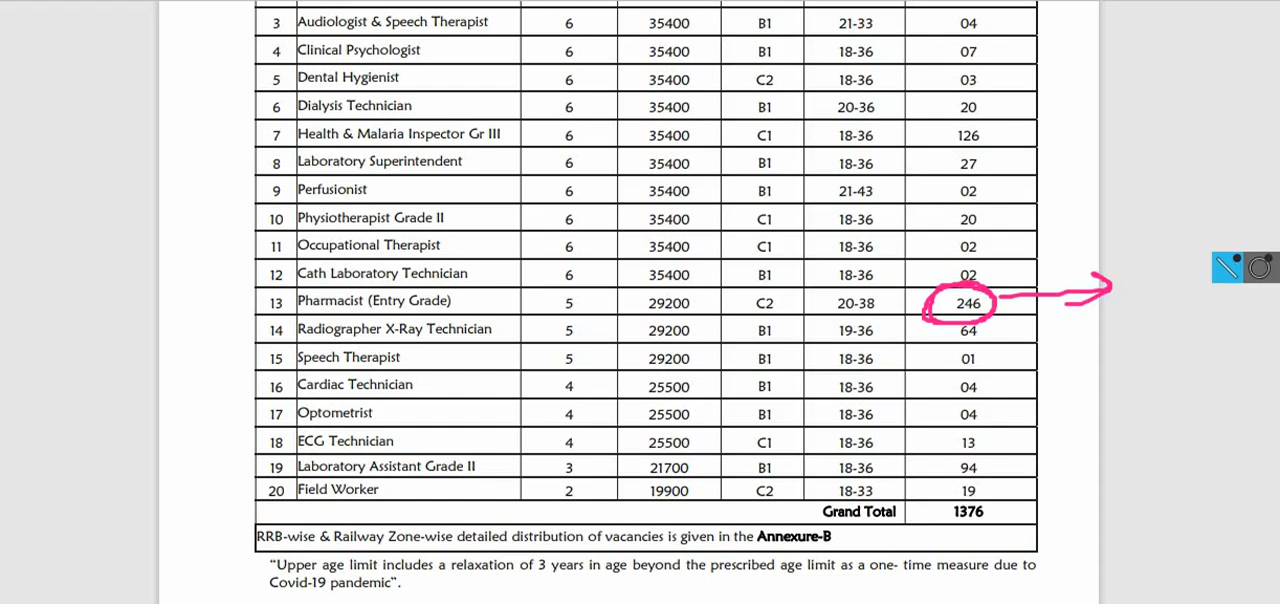 3 Audiologist & Speech Therapist 6 35400 B1 21-33 04
4 Clinical Psychologist 6 35400 B1 18-36 07
5 Dental Hygienist 6 35400 C2 18-36 03
6 Dialysis Technician 6 35400 B1 20-36 20
7 Health & Malaria Inspector Gr III 6 35400 C1 18-36 126
8 Laboratory Superintendent 6 35400 B1 18-36 27
9 Perfusionist 6 35400 B1 21-43 02
10 Physiotherapist Grade II 6 35400 C1 18-36 20
11 Occupational Therapist 6 35400 C1 18-36 02
12 Cath Laboratory Technician 6 35400 B1 18-36 02
13 Pharmacist (Entry Grade) 5 29200 C2 20-38 246
14 Radiographer X-Ray Technician 5 29200 B1 19-36 64
15 Speech Therapist 5 29200 B1 18-36 01
16 Cardiac Technician 4 25500 B1 18-36 04
17 Optometrist 4 25500 B1 18-36 04
18 ECG Technician 4 25500 C1 18-36 13
19 Laboratory Assistant Grade II 3 21700 B1 18-36 94
20 Field Worker 2 19900 C2 18-33 19
Grand Total 1376
RRB-wise & Railway Zone-wise detailed distribution of vacancies is given in the Annexure-B
"Upper age limit includes a relaxation of 3 years in age beyond the prescribed age limit as a one- time measure due to
Covid-19 pandemic".